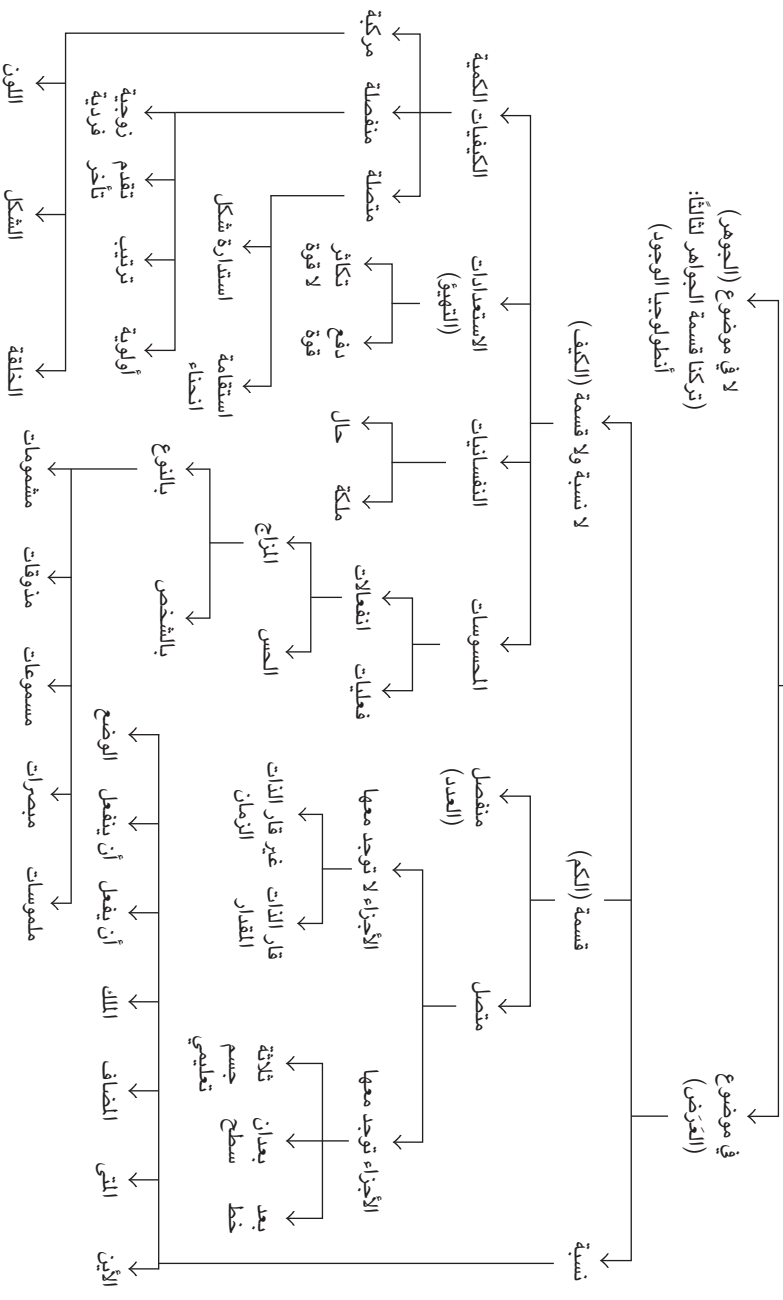 لا في موضوع (الجوهر)
(تركنا قسمة الجواهر لثالثًا:
أنطولوجيا الوجود)
في موضوع
(العَرَض)
لا نسبة ولا قسمة (الكيف)
قسمة (الكم)
نسبة
الكيفيات الكمية
الاستعدادات
(التهيؤ)
النفسانيات
المحسوسات
منفصل
(العدد)
متصل
مركبة
منفصلة
متصلة
تكاثر
لا قوة
دفع
قوة
حال
ملكة
انفعالات
فعليات
الأجزاء لا توجد معها
الأجزاء توجد معها
استدارة شكل
استقامة
انحناء
المزاج
الحس
غير قار الذات
الزمان
قار الذات
المقدار
ثلاثة
جسم
تعليمي
بعدان
سطح
بعد
خط
زوجية
فردية
تقدم
تأخر
ترتيب
أولوية
بالنوع
بالشخص
الوضع
أن ينفعل
أن يفعل
الملك
المضاف
المتى
الأين
اللون
الشكل
الخلقة
مشمومات
مذوقات
مسموعات
مبصرات
ملموسات